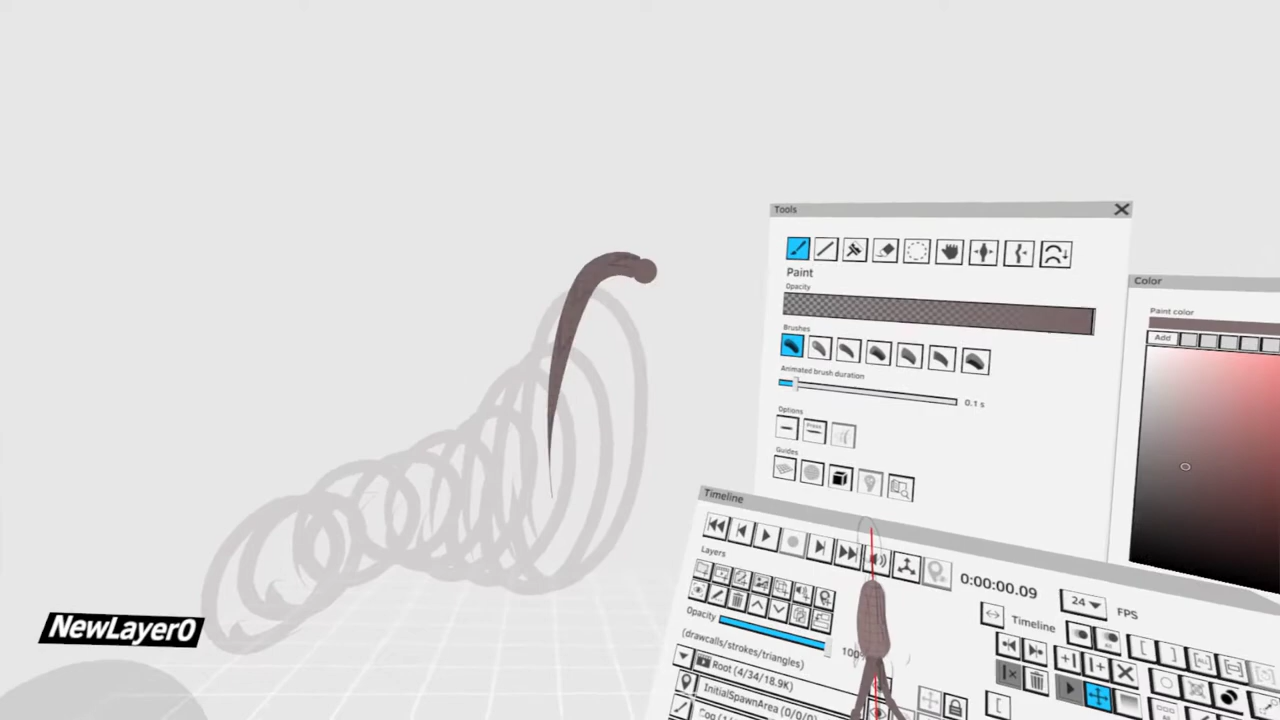 Tools
Paint
Opacity
Brushes
Animated brush duration
0.1 s
Options
Press
Guides
Color
Paint color
Add
Timeline
Layers
0:00:00.09
24
FPS
Timeline
Opacity
(drawcalls/strokes/triangles)
Root (4/34/18.9K)
InitialSpawnArea (0/0/0)
NewLayer0